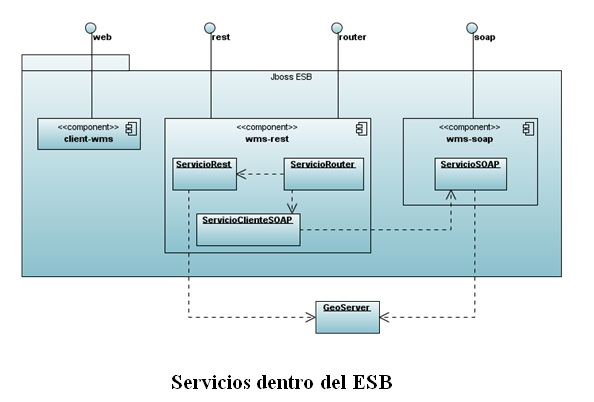 web
rest
router
soap
Jboss ESB
<<component>>
client-wms
<<component>>
wms-rest
<<component>>
wms-soap
ServicioRest
ServicioRouter
ServicioSOAP
ServicioClienteSOAP
GeoServer
Servicios dentro del ESB